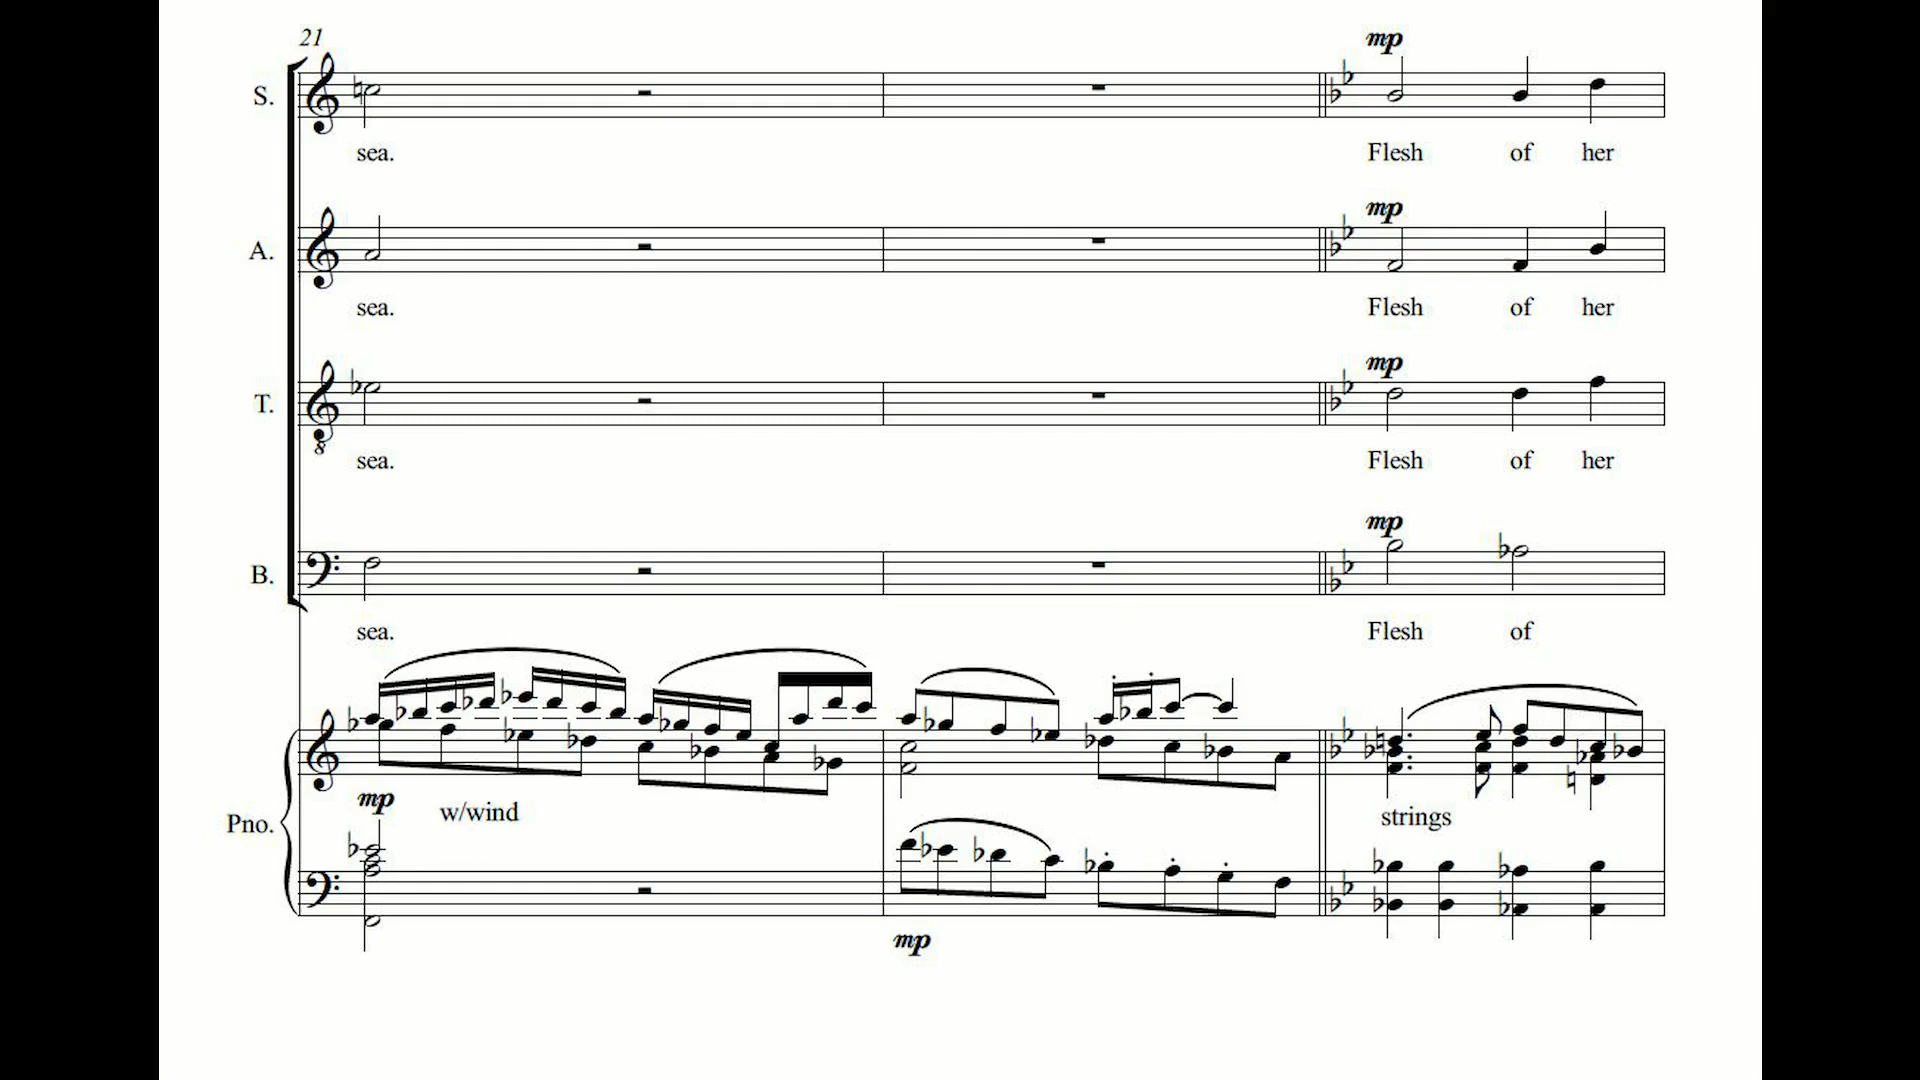 21
mp
S.
sea. Flesh of her
mp
A.
sea. Flesh of her
mp
T.
8
sea. Flesh of her
mp
B.
sea. Flesh of
mp w/wind strings
Pno.
mp